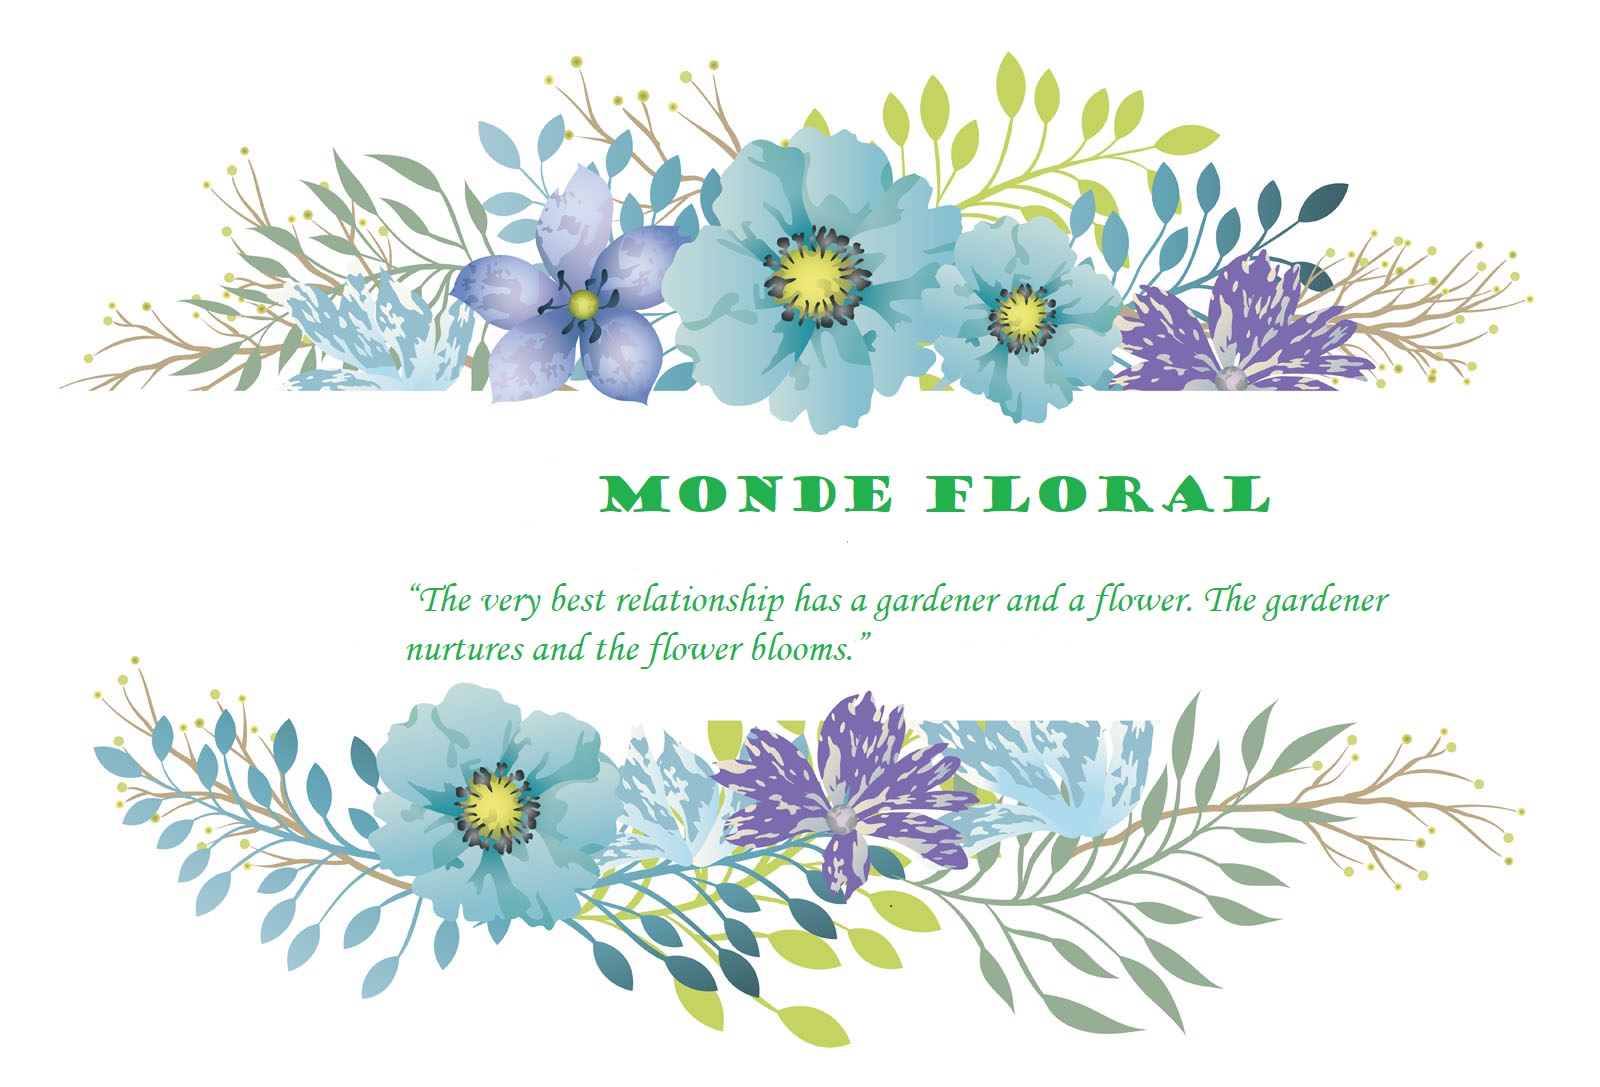 MONDE FLORAL
“The very best relationship has a gardener and a flower. The gardener
nurtures and the flower blooms.”